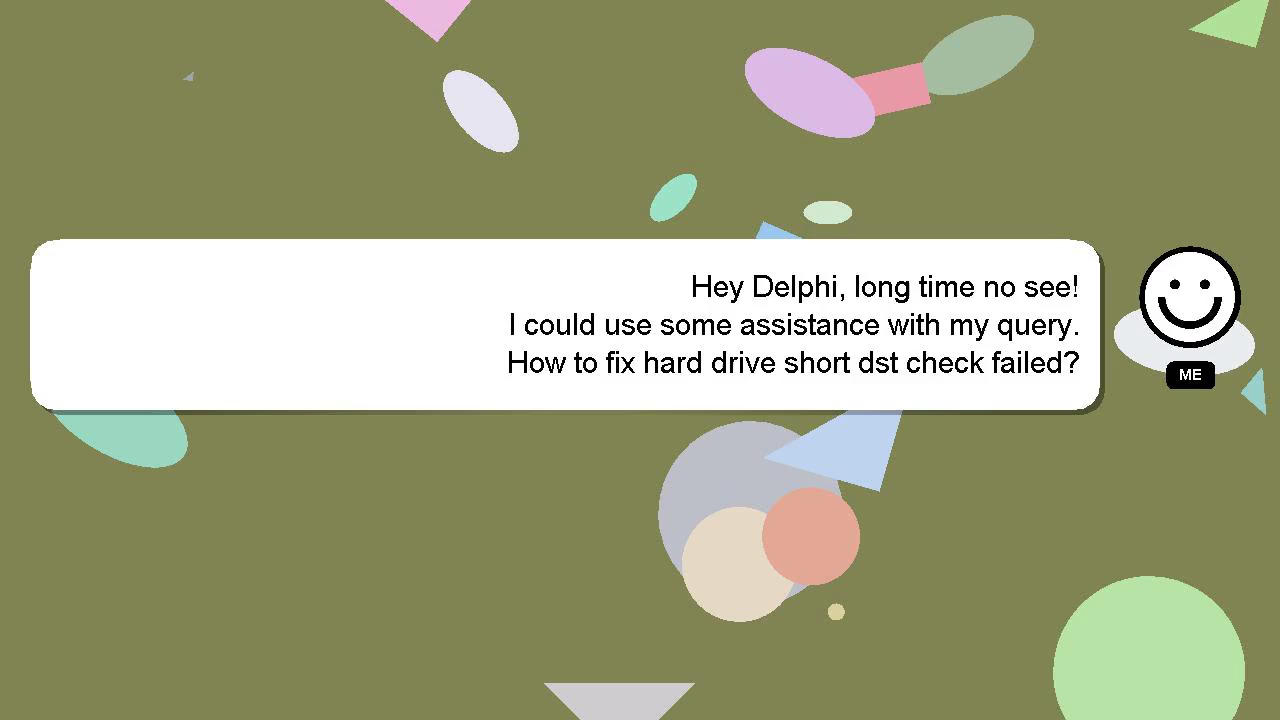 Hey Delphi, long time no see!
I could use some assistance with my query.
How to fix hard drive short dst check failed?
ME